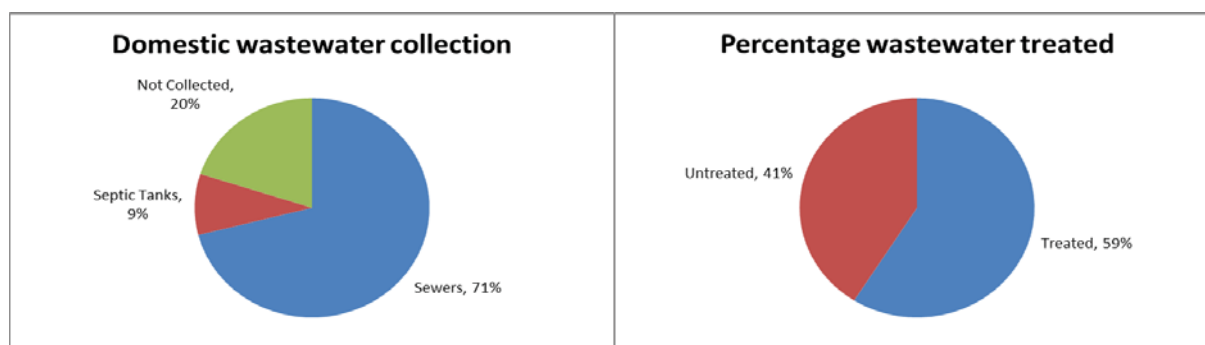 Domestic wastewater collection
Not Collected,
20%
Septic Tanks,
9%
Sewers, 71%
Percentage wastewater treated
Untreated, 41%
Treated, 59%